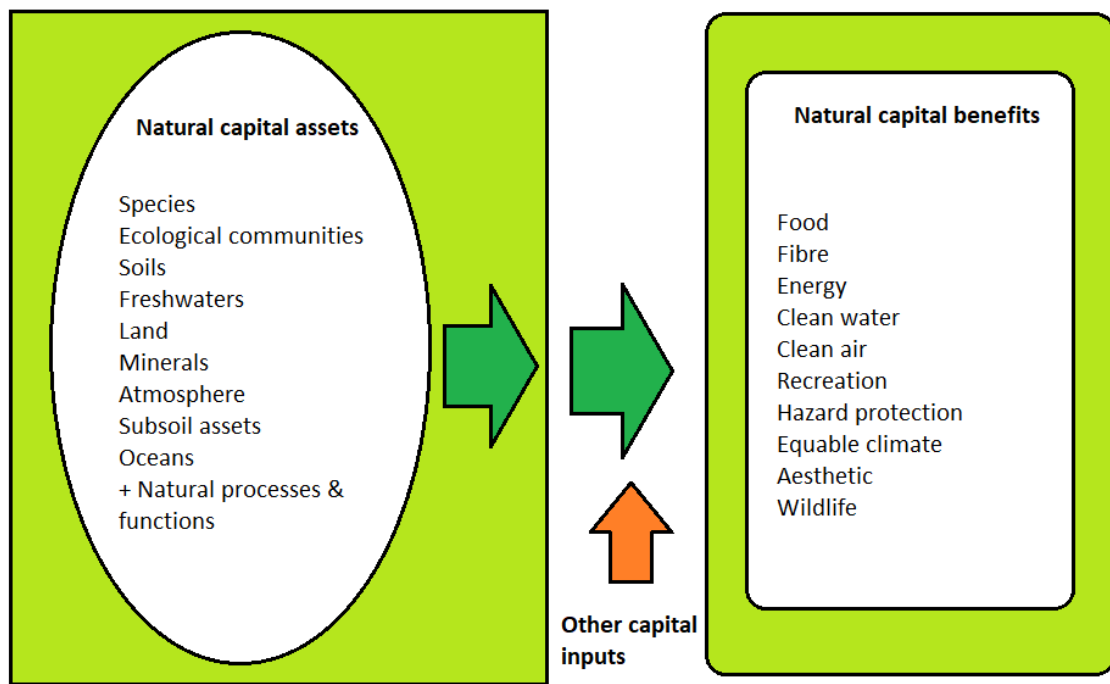 Natural capital assets
Species
Ecological communities
Soils
Freshwaters
Land
Minerals
Atmosphere
Subsoil assets
Oceans
+ Natural processes &
functions
Other capital
inputs
Natural capital benefits
Food
Fibre
Energy
Clean water
Clean air
Recreation
Hazard protection
Equable climate
Aesthetic
Wildlife